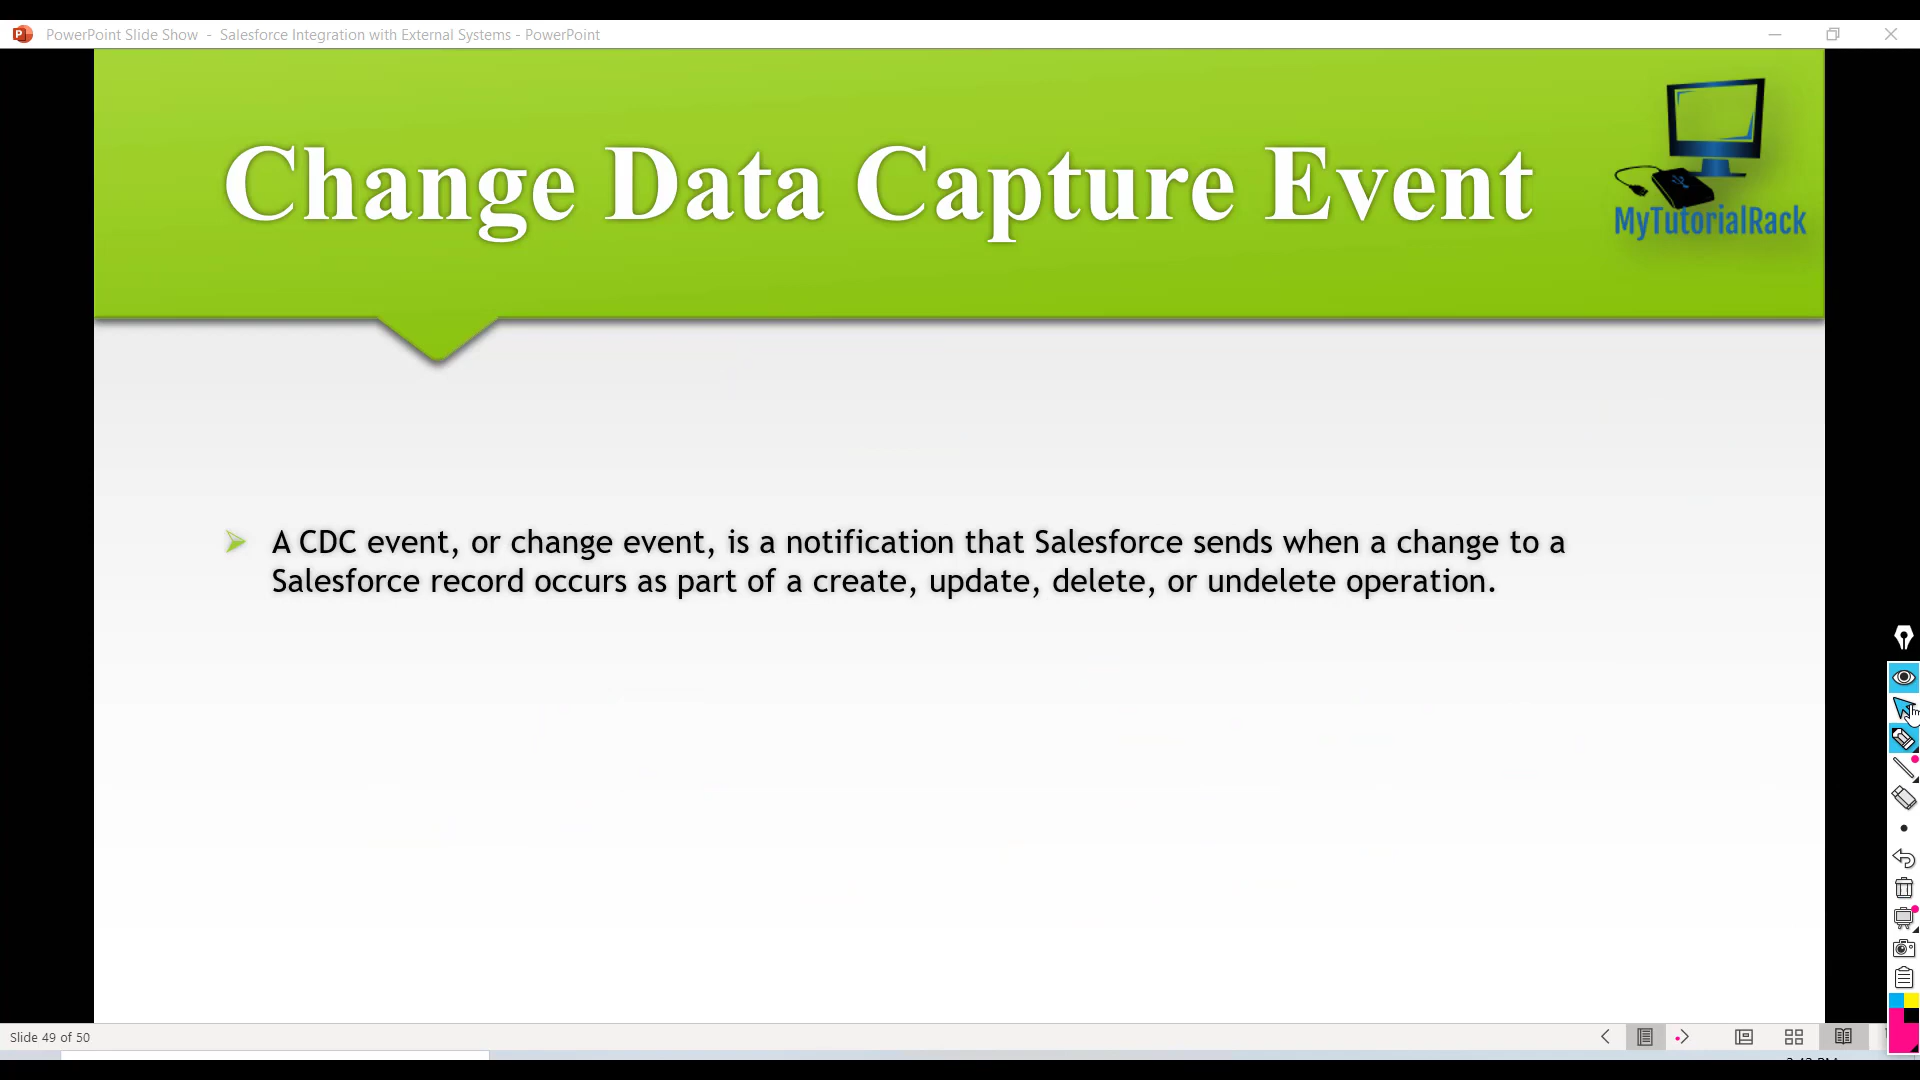 PowerPoint Slide Show - Salesforce Integration with External Systems - PowerPoint
Change Data Capture Event
MyTutorialRack
A CDC event, or change event, is a notification that Salesforce sends when a change to a
Salesforce record occurs as part of a create, update, delete, or undelete operation.
Slide 49 of 50